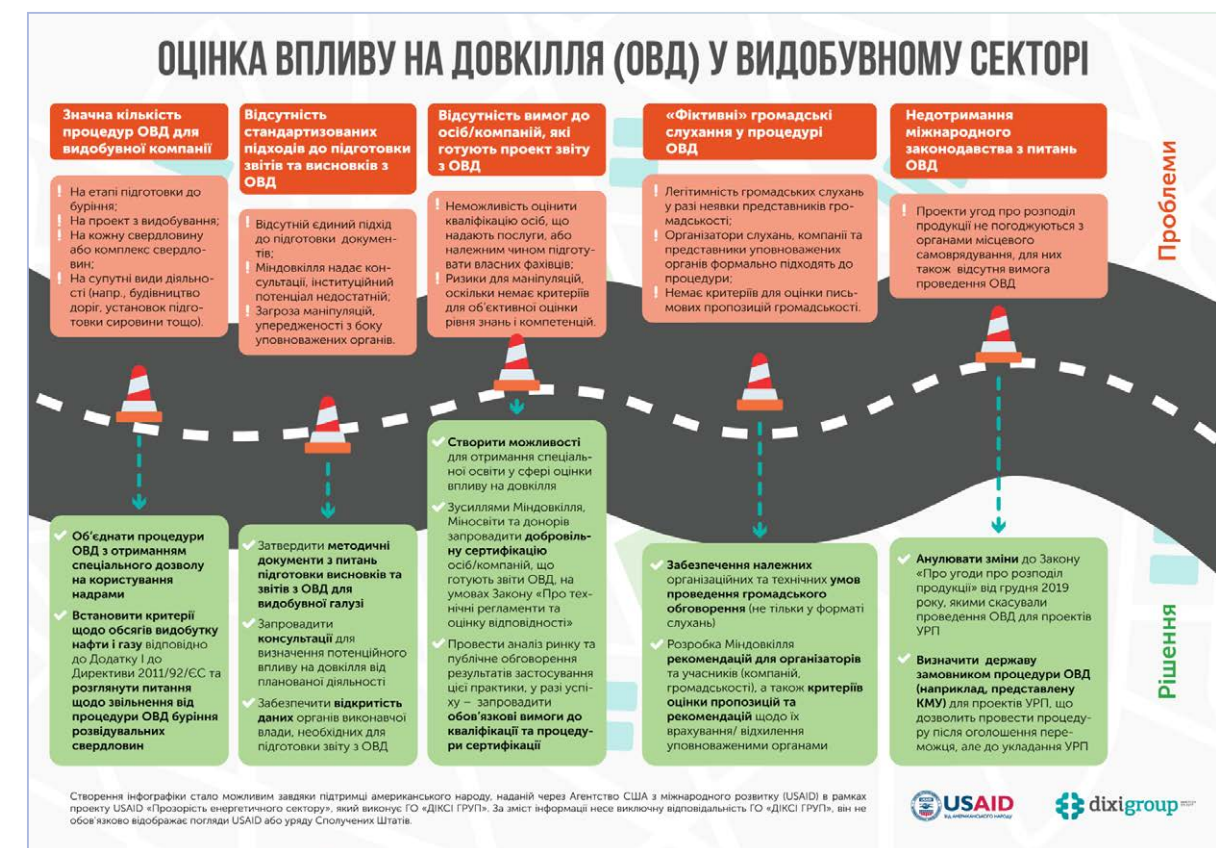 ОЦІНКА ВПЛИВУ НА ДОВКІЛЛЯ (ОВД) У ВИДОБУВНОМУ СЕКТОРІ
Проблеми
Значна кількість
процедур ОВД для
видобувної компанії
! На етапі підготовки до
буріння;
! На проект з видобування;
! На кожну свердловину
або комплекс свердло-
вин;
! На супутні види діяльно-
сті (напр., будівництво
доріг, установок підго-
товки сировини тощо).
Відсутність
стандартизованих
підходів до підготовки
звітів та висновків з
ОВД
! Відсутній єдиний підхід
до підготовки документ-
тів;
! Міндовкілля надає кон-
сультації, інституційний
потенціал недостатній;
! Загроза маніпуляцій,
упередженості з боку
уповноважених органів.
Відсутність вимог до
осіб/компаній, які
готують проект звіту
з ОВД
! Неможливість оцінити
кваліфікацію осіб, що
надають послуги, або
належним чином підготу-
вати власних фахівців;
! Ризики для маніпуляцій,
оскільки немає критеріїв
для об'єктивної оцінки
рівня знань і компетенцій.
«Фіктивні» громадські
слухання у процедурі
ОВД
! Легітимність громадських слухань
у разі неявки представників гро-
мадськості;
! Організатори слухань, компанії та
представники уповноважених
органів формально підходять до
процедури;
! Немає критеріїв для оцінки пись-
мових пропозицій громадськості.
Недотримання
міжнародного
законодавства з питань
ОВД
! Проекти угод про розподіл
продукції не погоджуються з
органами місцевого
самоврядування, для них
також відсутня вимога
проведення ОВД
Рішення
Об'єднати процедури
ОВД з отриманням
спеціального дозволу
на користування
надрами
Встановити критерії
щодо обсягів видобутку
нафти і газу відповідно
до Додатку І до
Директиви 2011/92/ЄС та
розглянути питання
щодо звільнення від
процедури ОВД буріння
розвідувальних
свердловин
Затвердити методичні
документи з питань
підготовки висновків та
звітів з ОВД для
видобувної галузі
Запровадити
консультації для
визначення потенційного
впливу на довкілля від
планованої діяльності
Забезпечити відкритість
даних органів виконавчої
влади, необхідних для
підготовки звіту з ОВД
Створити можливості
для отримання спеціаль-
ної освіти у сфері оцінки
впливу на довкілля
Зусиллями Міндовкілля,
Міносвіти та донорів
запровадити добровіль-
ну сертифікацію
осіб/компаній, що
готують звіти ОВД, на
умовах Закону «Про тех-
нічні регламенти та
оцінку відповідності»
Провести аналіз ринку та
публічне обговорення
результатів застосування
цієї практики, у разі успі-
ху – запровадити
обов'язкові вимоги до
кваліфікації та процеду-
ри сертифікації
Забезпечення належних
організаційних та технічних умов
проведення громадського
обговорення (не тільки у форматі
слухань)
Розробка Міндовкілля
рекомендацій для організаторів
та учасників (компаній,
громадськості), а також критеріїв
оцінки пропозицій та
рекомендацій щодо їх
врахування/ відхилення
уповноваженими органами
Анулювати зміни до Закону
«Про угоди про розподіл
продукції» від грудня 2019
року, якими скасували
проведення ОВД для проектів
УРП
Визначити державу
замовником процедури ОВД
(наприклад, представлену
КМУ) для проектів УРП, що
дозволить провести процеду-
ру після оголошення пере-
можця, але до укладання УРП
Створення інфографіки стало можливим завдяки підтримці американського народу, наданій через Агентство США з міжнародного розвитку (USAID) в рамках
проекту USAID «Прозорість енергетичного сектору», який виконує ГО «ДІКСІ ГРУП». За зміст інформації несе виключну відповідальність ГО «ДІКСІ ГРУП», він не
обов'язково відображає погляди USAID або уряду Сполучених Штатів.
USAID
ВІД АМЕРИКАНСЬКОГО НАРОДУ
dixigroup